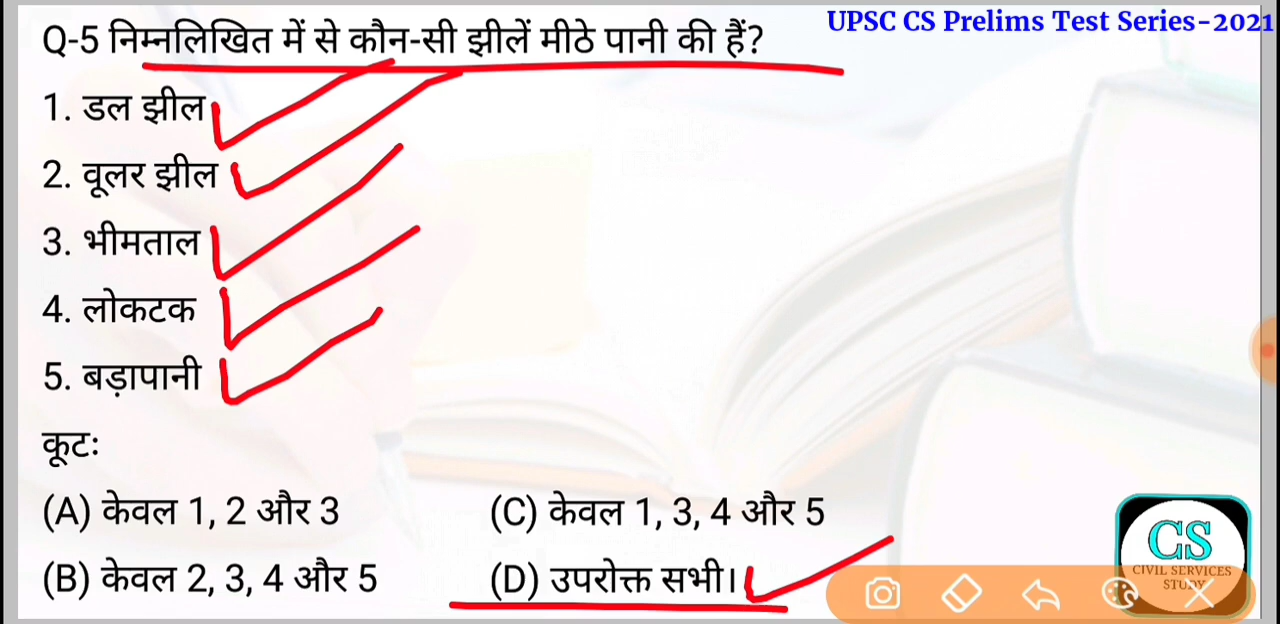 UPSC CS Prelims Test Series-2021
Q-5 निम्नलिखित में से कौन-सी झीलें मीठे पानी की हैं?
1. डल झील
2. वूलर झील
3. भीमताल
4. लोकटक
5. बड़ापानी
कूटः
(A) केवल 1, 2 और 3
(C) केवल 1, 3, 4 और 5
(B) केवल 2, 3, 4 और 5
(D) उपरोक्त सभी।
CS
CIVIL SERVICES
STUDY